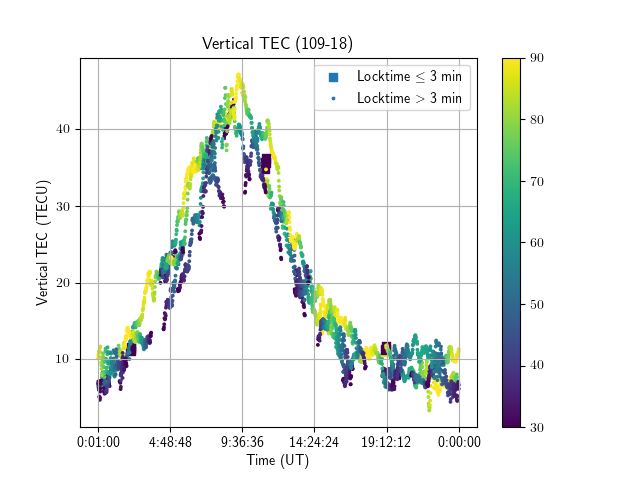 Vertical TEC (109-18)
Locktime ≤ 3 min
Locktime > 3 min
Vertical TEC (TECU)
40
30
20
10
0:01:00 4:48:48 9:36:36 14:24:24 19:12:12 0:00:00
Time (UT)
90
80
70
60
50
40
30